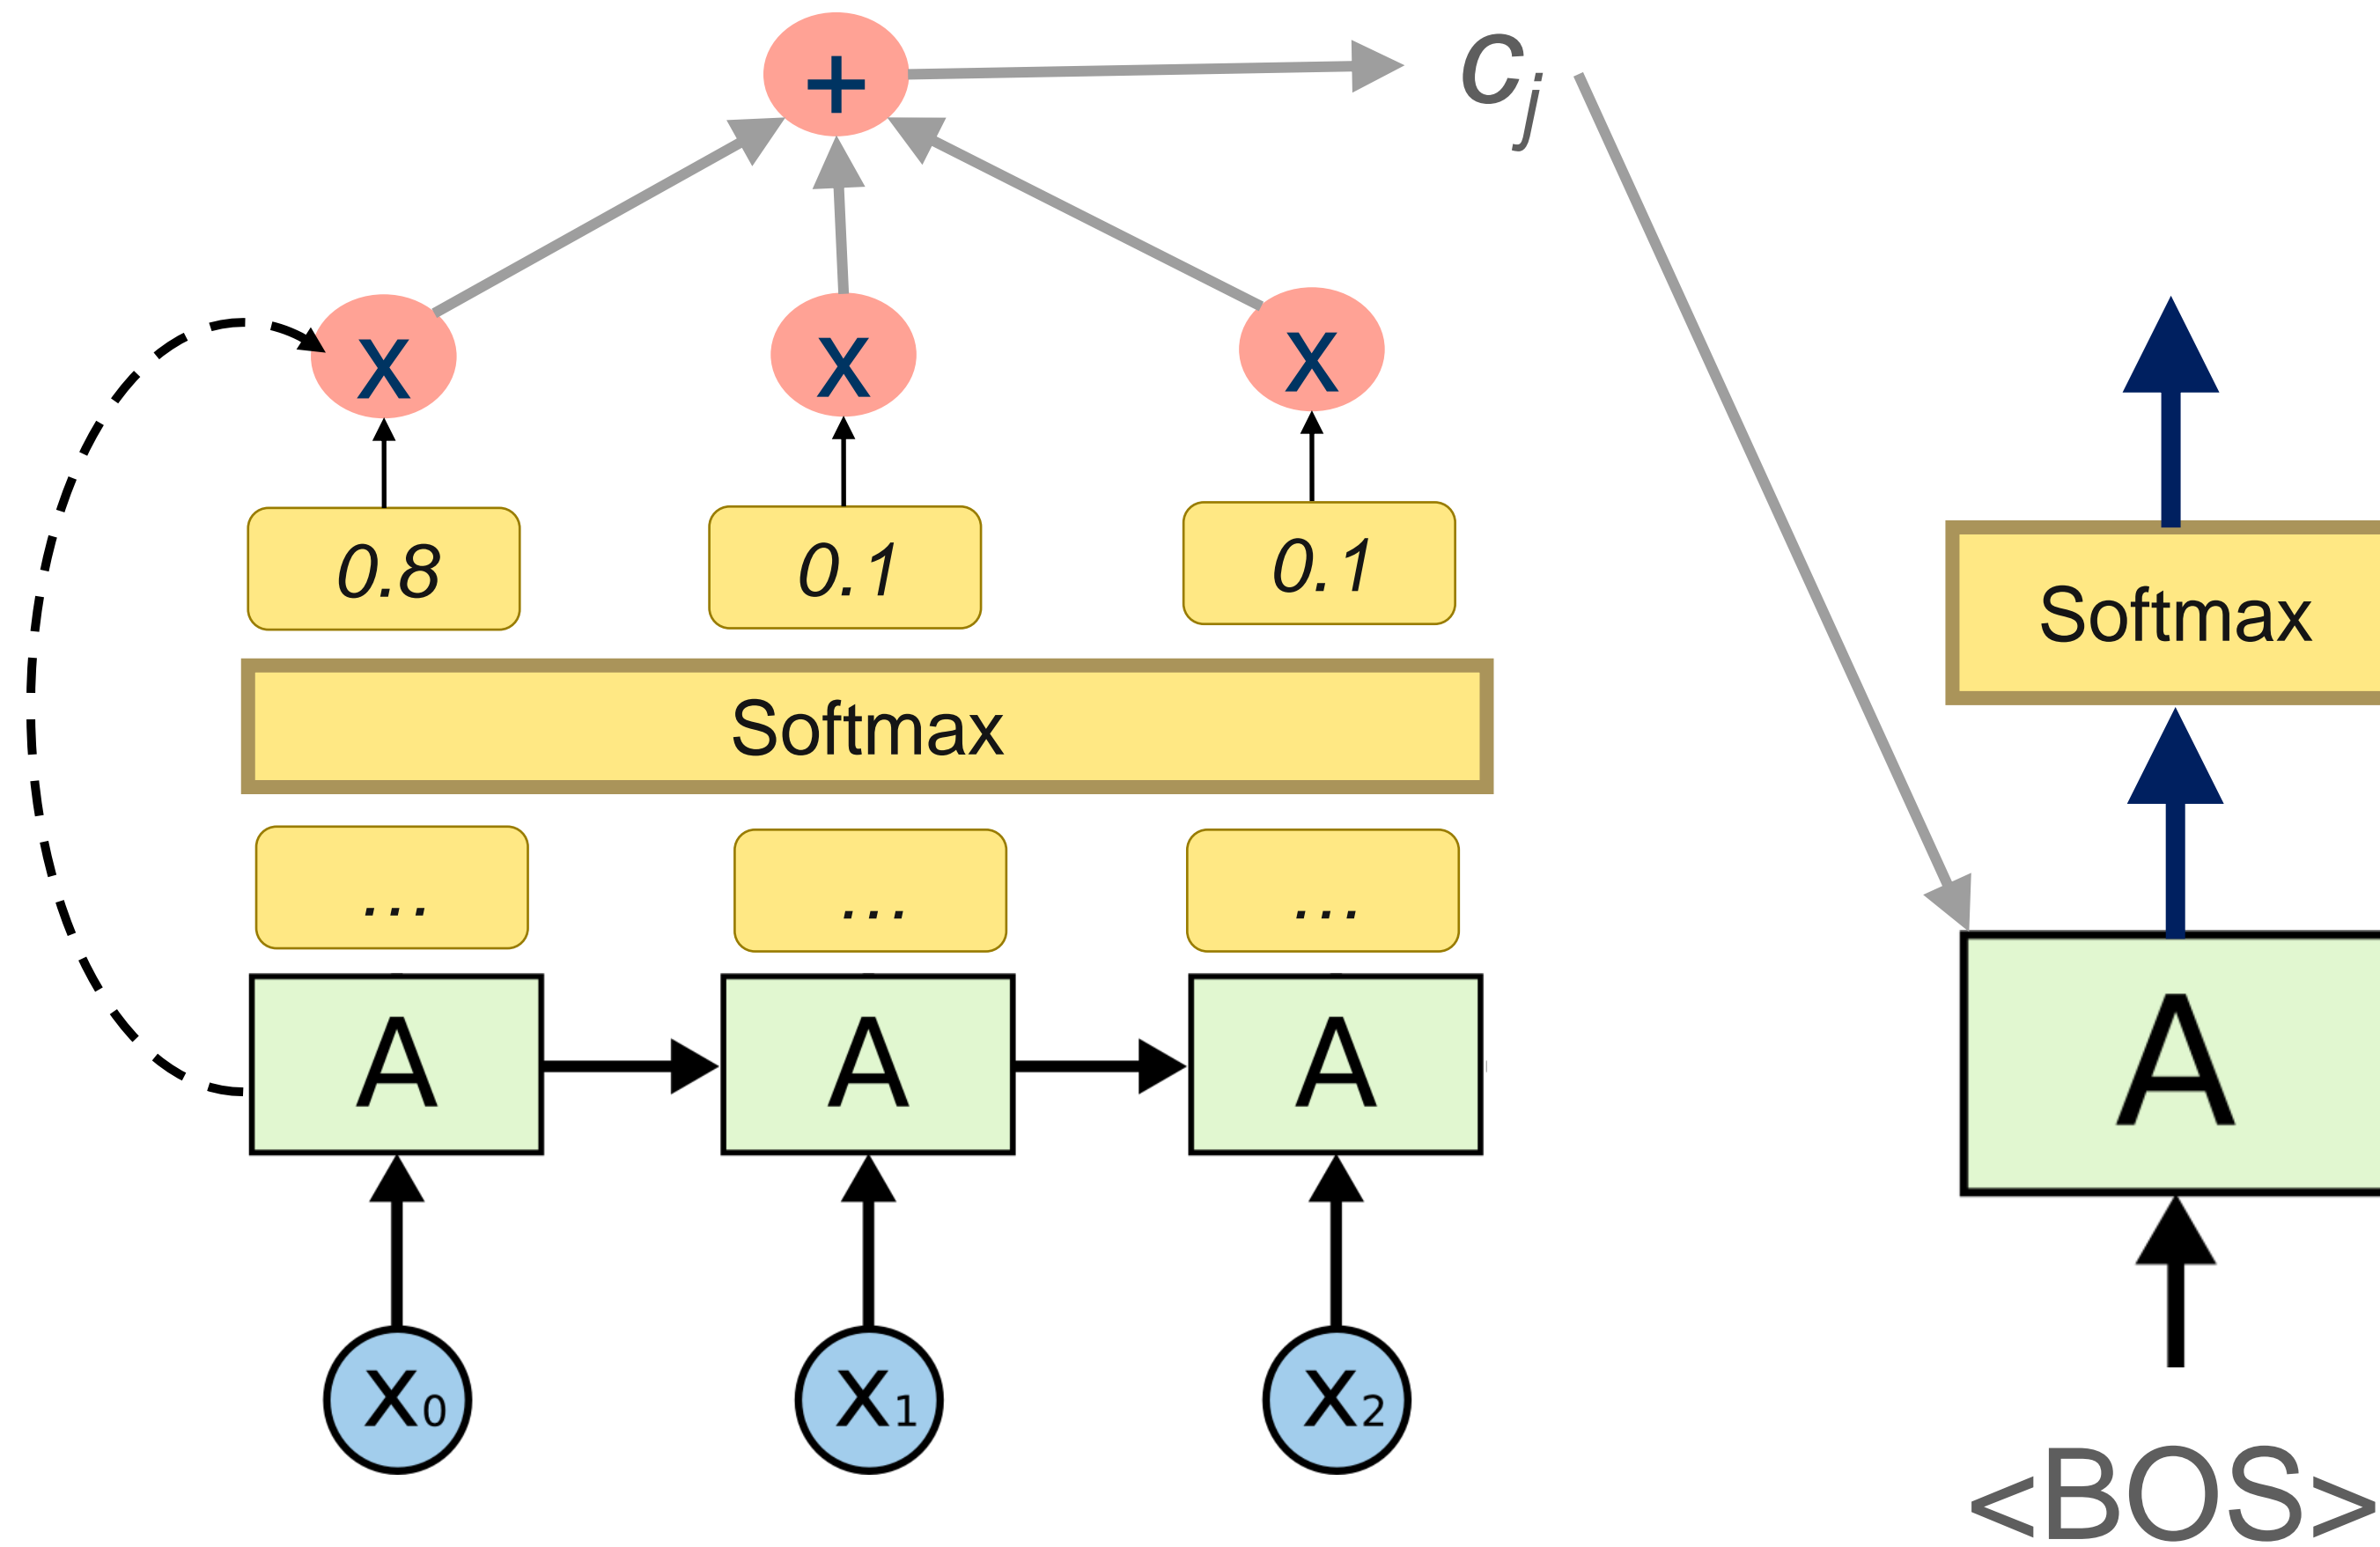 +
cj
x x x
0.8 0.1 0.1
Softmax
Softmax
... ... ...
A A A
A
x0 x1 x2
<BOS>